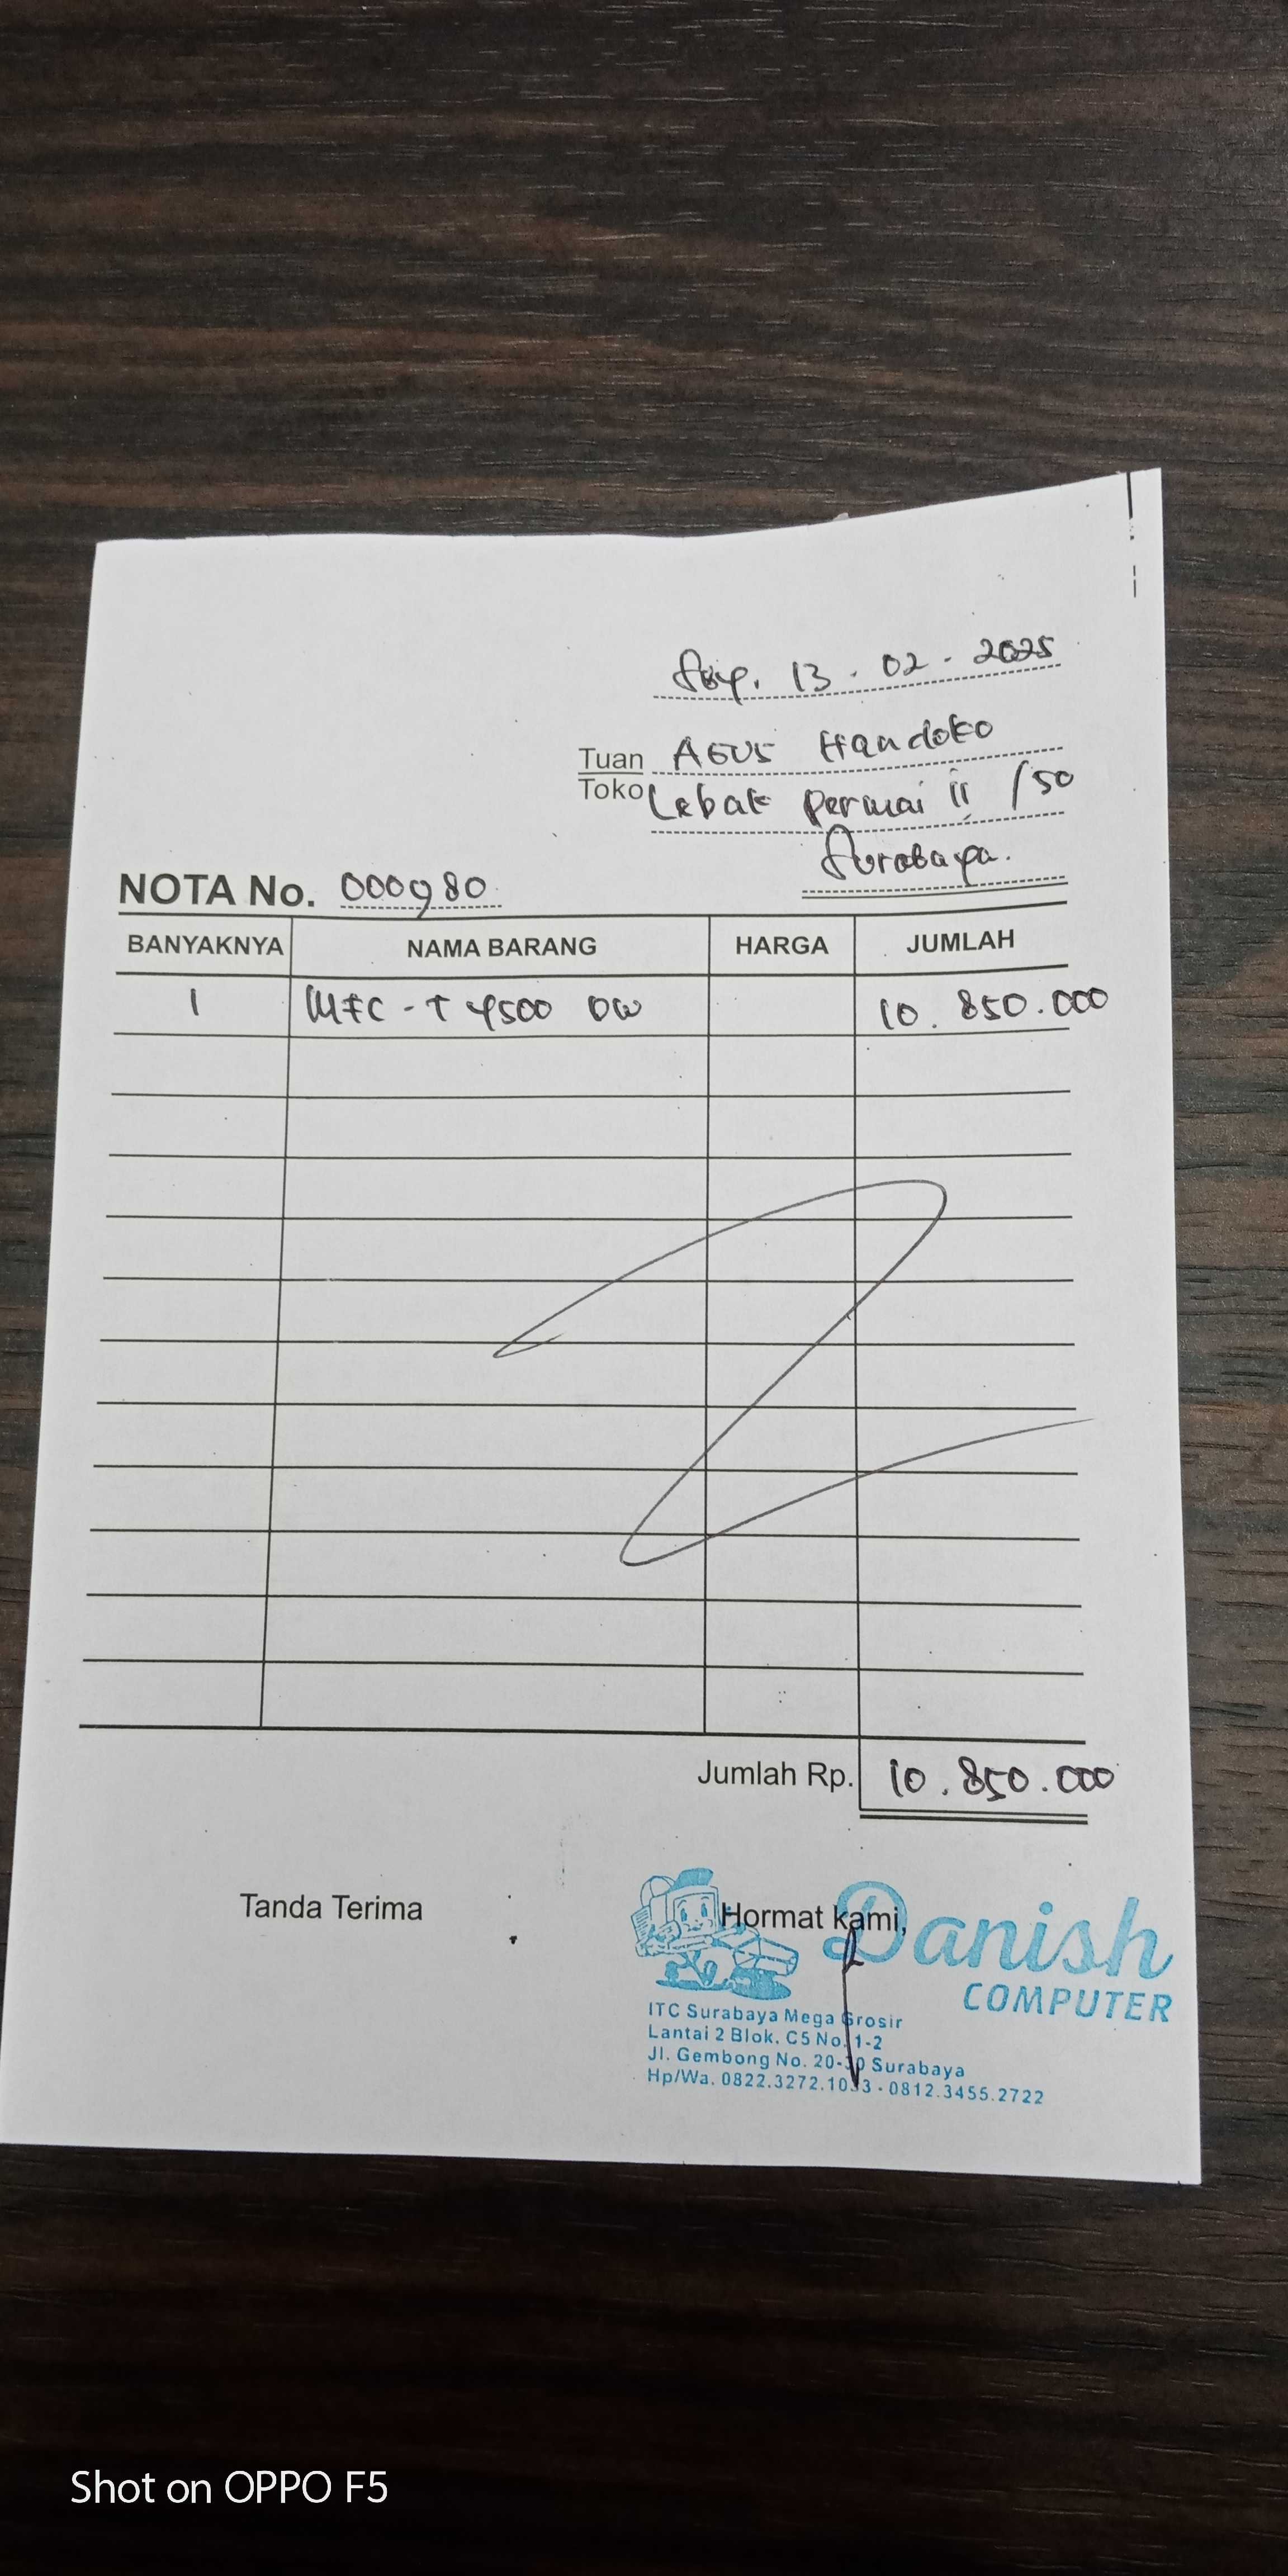 Sby. 13 - 02 - 2025
Tuan Agus Handoko
Toko Lebak Permai II /50
Surabaya.
NOTA No. 000980
BANYAKNYA NAMA BARANG HARGA JUMLAH
1 MFC - T 4500 DW 10. 850.000
Jumlah Rp. 10. 850.000
Tanda Terima Hormat kami,
Danish
COMPUTER
ITC Surabaya Mega Grosir
Lantai 2 Blok. C5 No. 1-2
Jl. Gembong No. 20-30 Surabaya
Hp/Wa. - 0812.3455.2722
Shot on OPPO F5